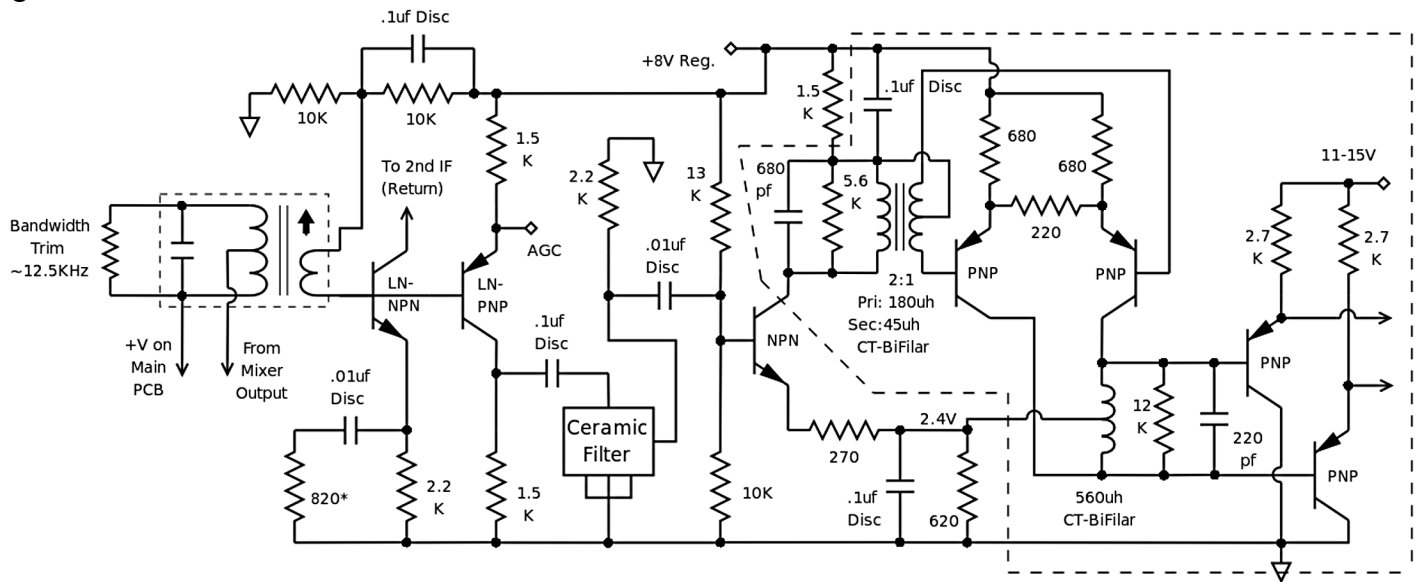 .1uf Disc
+8V Reg.
10K
10K
1.5
K
To 2nd IF
(Return)
2.2
K
13
K
1.5
K
.1uf Disc
680
680
11-15V
680
pf
5.6
K
220
Bandwidth
Trim
~12.5KHz
AGC
.01uf
Disc
LN-
NPN
LN-
PNP
PNP
PNP
2.7
K
2.7
K
2:1
Pri: 180uh
Sec:45uh
CT-BiFilar
+V on
Main
PCB
From
Mixer
Output
.1uf
Disc
NPN
PNP
.01uf
Disc
Ceramic
Filter
270
2.4V
12
K
220
pf
820*
2.2
K
1.5
K
10K
.1uf
Disc
620
560uh
CT-BiFilar
PNP